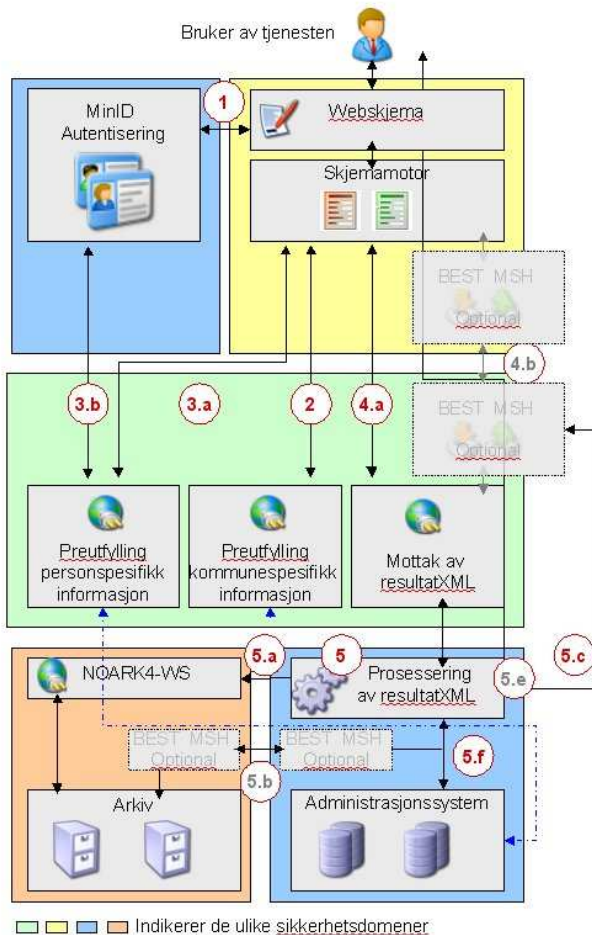 Bruker av tjenesten
MinID
Autentisering
1
Webskjema
Skjemamotor
BEST MSH
Optional
4.b
3.b
3.a
2
4.a
BEST MSH
Optional
Preutfylling
personspesifikk
informasjon
Preutfylling
kommunespesifikk
informasjon
Mottak av
resultatXML
NOARK4-WS
5.a
5
Prosessering
av resultatXML
5.e
5.c
BEST MSH
Optional
BEST MSH
Optional
5.b
5.f
Arkiv
Administrasjonssystem
Indikerer de ulike sikkerhetsdomener